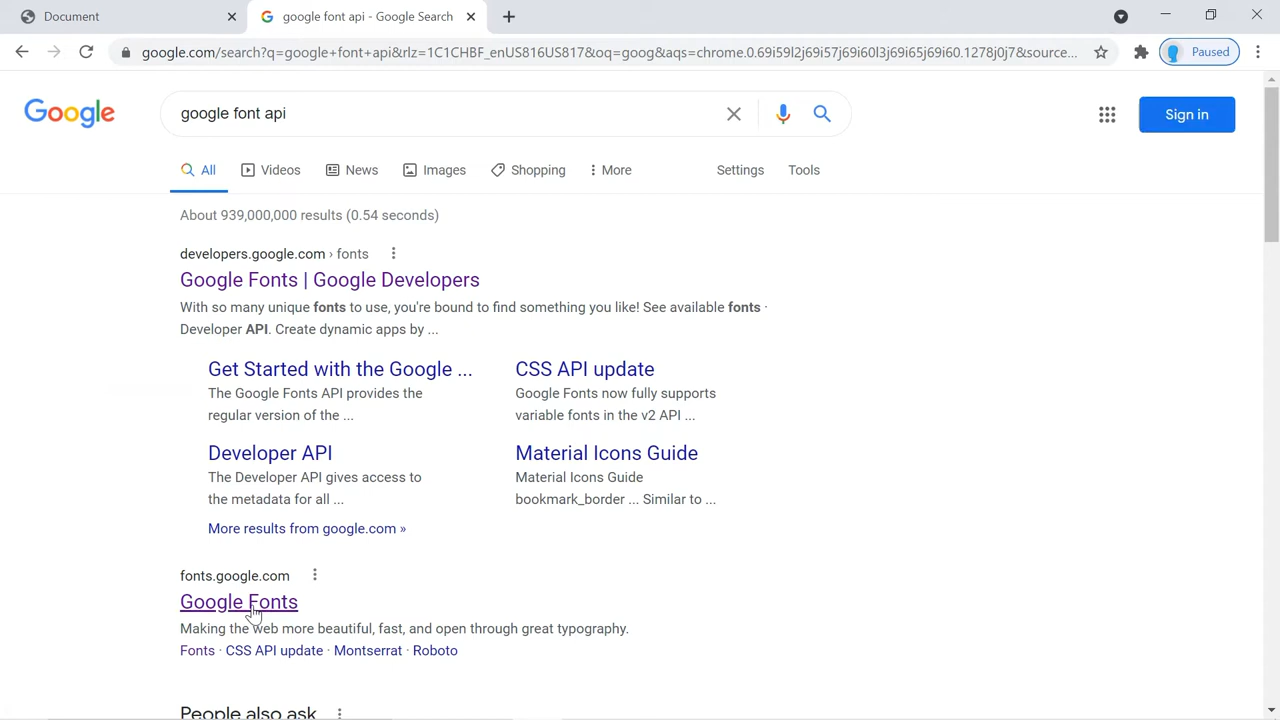 Document
google font api - Google Search
google.com/search?q=google+font+api&rlz=1C1CHBF_enUS816US817&oq=goog&aqs=chrome.0.69i59l2j69i57j69i60l3j69i65j69i60.1278j0j7&source...
Paused
Google
google font api
Sign in
All
Videos
News
Images
Shopping
More
Settings
Tools
About 939,000,000 results (0.54 seconds)
developers.google.com › fonts
Google Fonts | Google Developers
With so many unique fonts to use, you're bound to find something you like! See available fonts ·
Developer API. Create dynamic apps by ...
Get Started with the Google ...
The Google Fonts API provides the
regular version of the ...
CSS API update
Google Fonts now fully supports
variable fonts in the v2 API ...
Developer API
The Developer API gives access to
the metadata for all ...
Material Icons Guide
Material Icons Guide
bookmark_border ... Similar to ...
More results from google.com »
fonts.google.com
Google Fonts
Making the web more beautiful, fast, and open through great typography.
Fonts · CSS API update · Montserrat · Roboto
People also ask